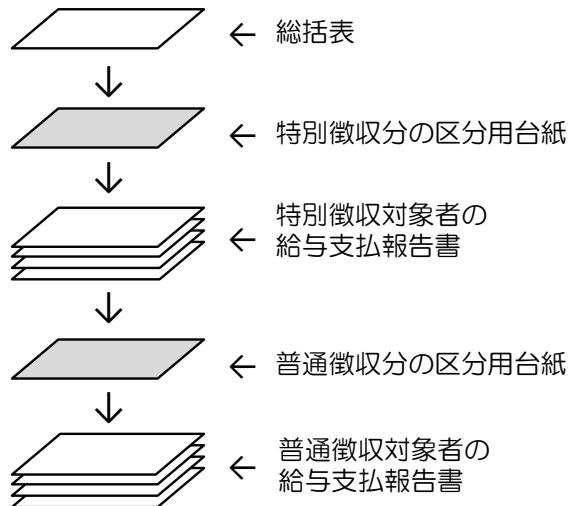 総括表
特別徴収分の区分用台紙
特別徴収対象者の
給与支払報告書
普通徴収分の区分用台紙
普通徴収対象者の
給与支払報告書